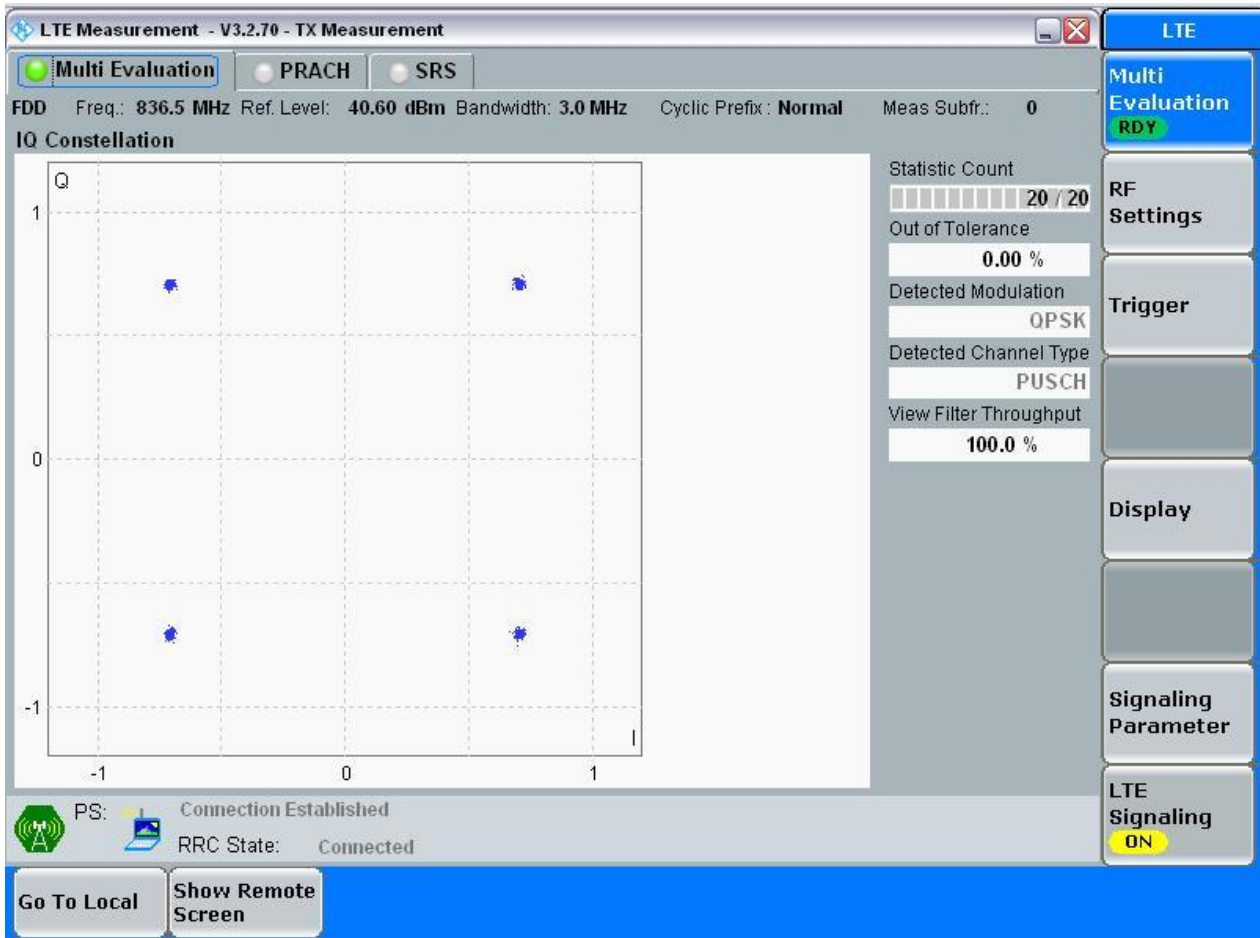 LTE Measurement - V3.2.70 - TX Measurement
LTE
Multi Evaluation PRACH SRS
FDD Freq.: 836.5 MHz Ref. Level: 40.60 dBm Bandwidth: 3.0 MHz Cyclic Prefix : Normal Meas Subfr.: 0
IQ Constellation
Q
1
0
-1
-1 0 1
I
Statistic Count
20 / 20
Out of Tolerance
0.00 %
Detected Modulation
QPSK
Detected Channel Type
PUSCH
View Filter Throughput
100.0 %
Multi
Evaluation
RDY
RF
Settings
Trigger
Display
Signaling
Parameter
LTE
Signaling
ON
PS: Connection Established
RRC State: Connected
Go To Local
Show Remote
Screen